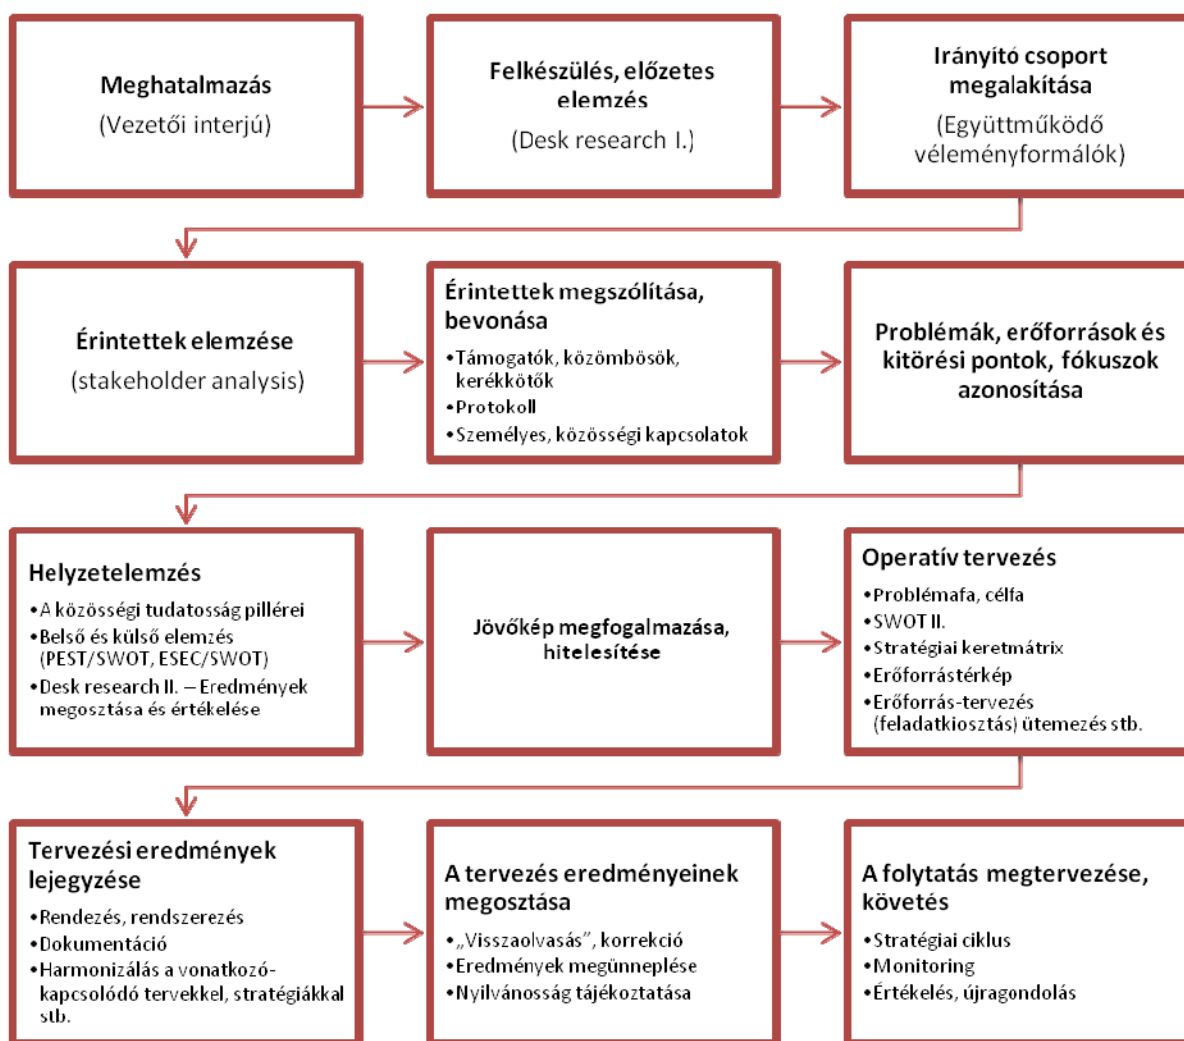 Meghatalmazás
(Vezetői interjú)
Felkészülés, előzetes
elemzés
(Desk research I.)
Irányító csoport
megalakítása
(Együttműködő
véleményformálók)
Érintettek elemzése
(stakeholder analysis)
Érintettek megszólítása,
bevonása
•Támogatók, közömbösök,
kerékkötők
•Protokoll
•Személyes, közösségi kapcsolatok
Problémák, erőforrások és
kitörési pontok, fókuszok
azonosítása
Helyzetelemzés
•A közösségi tudatosság pillérei
•Belső és külső elemzés
(PEST/SWOT, ESEC/SWOT)
•Desk research II. – Eredmények
megosztása és értékelése
Jövőkép megfogalmazása,
hitelesítése
Operatív tervezés
•Problémafa, célfa
•SWOT II.
•Stratégiai keretmátrix
•Erőforrástérkép
•Erőforrás-tervezés
(feladatkiosztás) ütemezés stb.
Tervezési eredmények
lejegyzése
•Rendezés, rendszerezés
•Dokumentáció
•Harmonizálás a vonatkozó-
kapcsolódó tervekkel, stratégiákkal
stb.
A tervezés eredményeinek
megosztása
•„Visszaolvasás”, korrekció
•Eredmények megünneplése
•Nyilvánosság tájékoztatása
A folytatás megtervezése,
követés
•Stratégiai ciklus
•Monitoring
•Értékelés, újragondolás